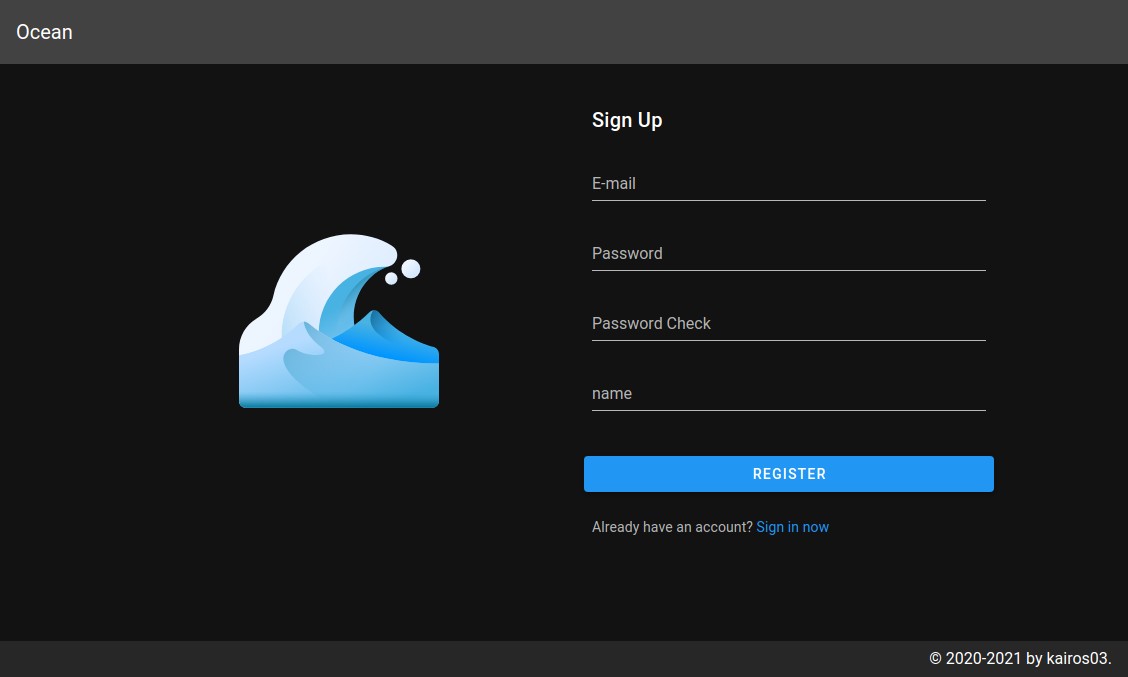 Ocean
Sign Up
E-mail
Password
Password Check
name
REGISTER
Already have an account? Sign in now
© 2020-2021 by kairos03.